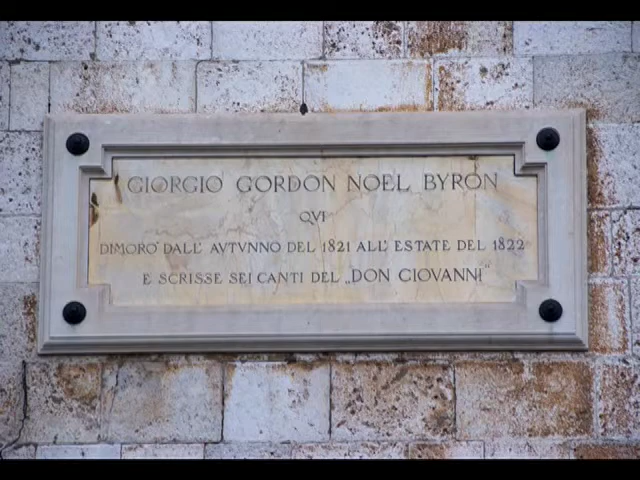 GIORGIO GORDON NOEL BYRON
QVI
DIMORO' DALL' AVTVNNO DEL 1821 ALL' ESTATE DEL 1822
E SCRISSE SEI CANTI DEL „DON GIOVANNI"